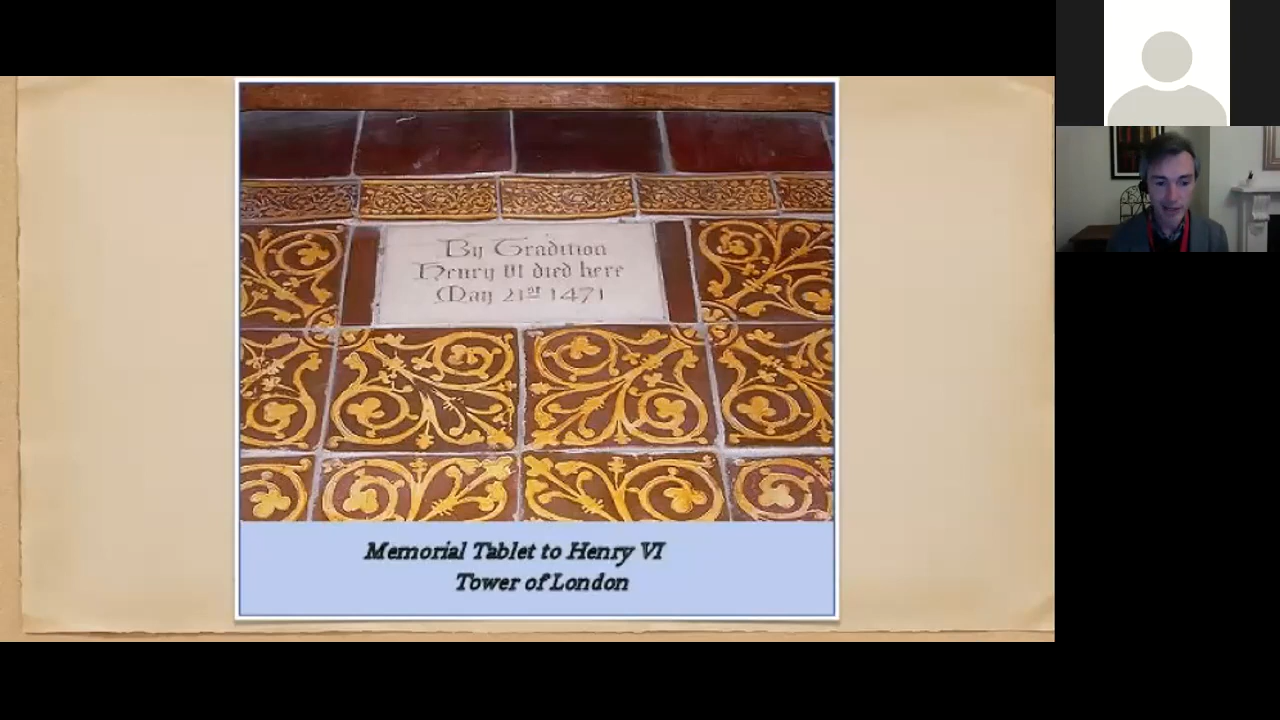 By Tradition
Henry VI died here
May 21st 1471
Memorial Tablet to Henry VI
Tower of London